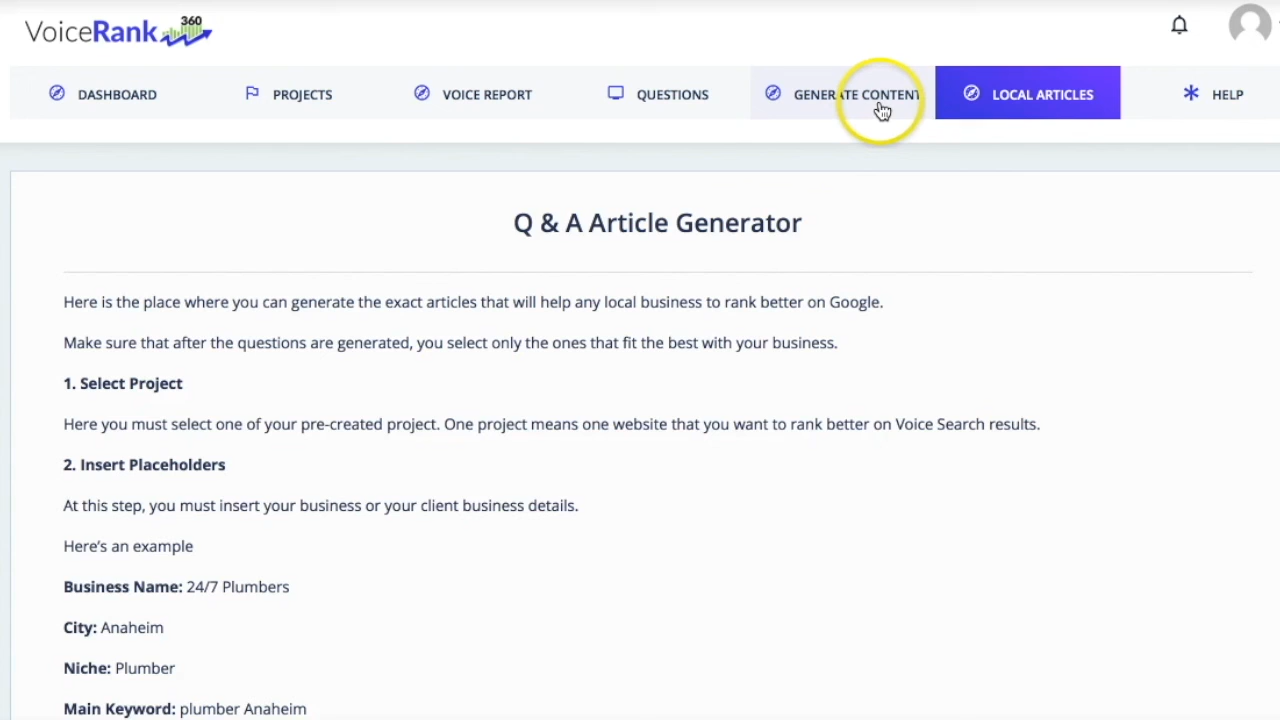 VoiceRank 360
DASHBOARD PROJECTS VOICE REPORT QUESTIONS GENERATE CONTENT LOCAL ARTICLES HELP
Q & A Article Generator
Here is the place where you can generate the exact articles that will help any local business to rank better on Google.
Make sure that after the questions are generated, you select only the ones that fit the best with your business.
1. Select Project
Here you must select one of your pre-created project. One project means one website that you want to rank better on Voice Search results.
2. Insert Placeholders
At this step, you must insert your business or your client business details.
Here’s an example
Business Name: 24/7 Plumbers
City: Anaheim
Niche: Plumber
Main Keyword: plumber Anaheim